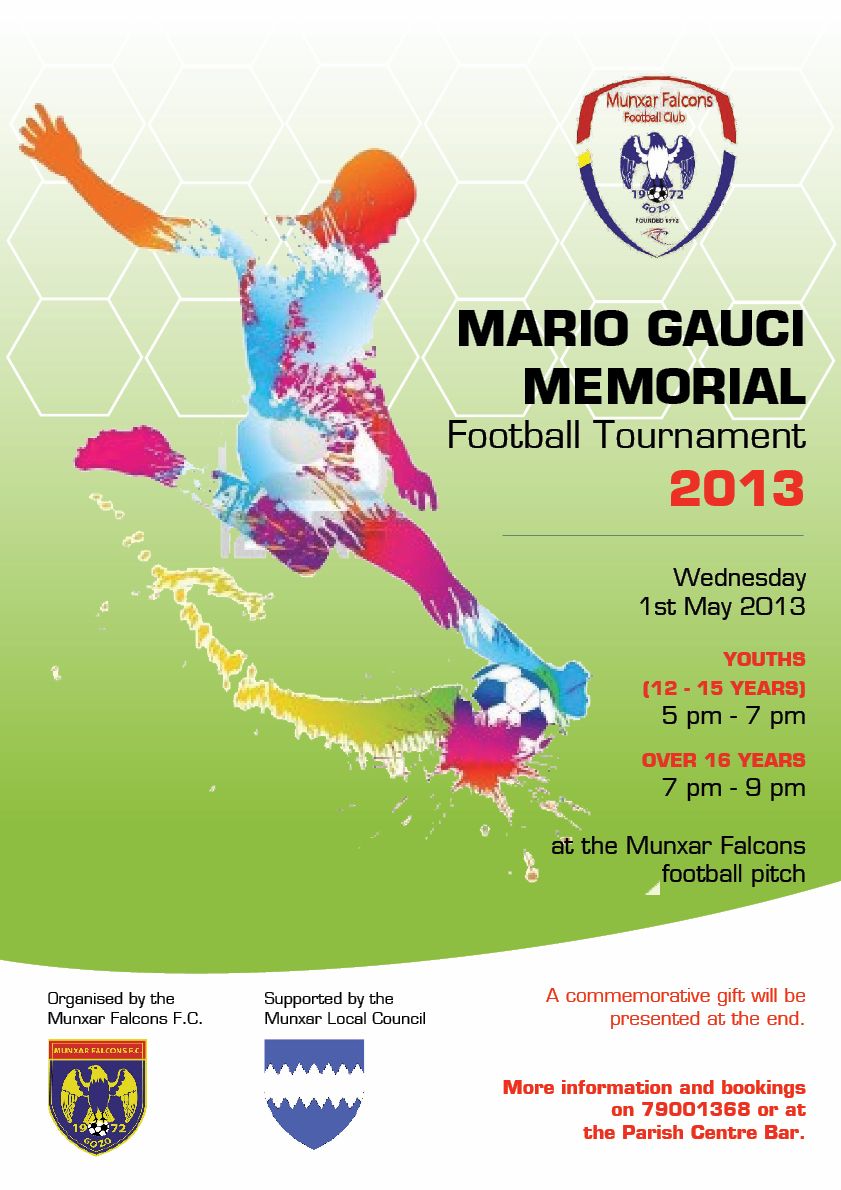 Munxar Falcons
Football Club
19 72
GOZO
FOUNDED 1972
MARIO GAUCI
MEMORIAL
Football Tournament
2013
Wednesday
1st May 2013
YOUTHS
(12 - 15 YEARS)
5 pm - 7 pm
OVER 16 YEARS
7 pm - 9 pm
at the Munxar Falcons
football pitch
Organised by the
Munxar Falcons F.C.
MUNXAR FALCONS F.C.
19 72
GOZO
Supported by the
Munxar Local Council
A commemorative gift will be
presented at the end.
More information and bookings
on 79001368 or at
the Parish Centre Bar.